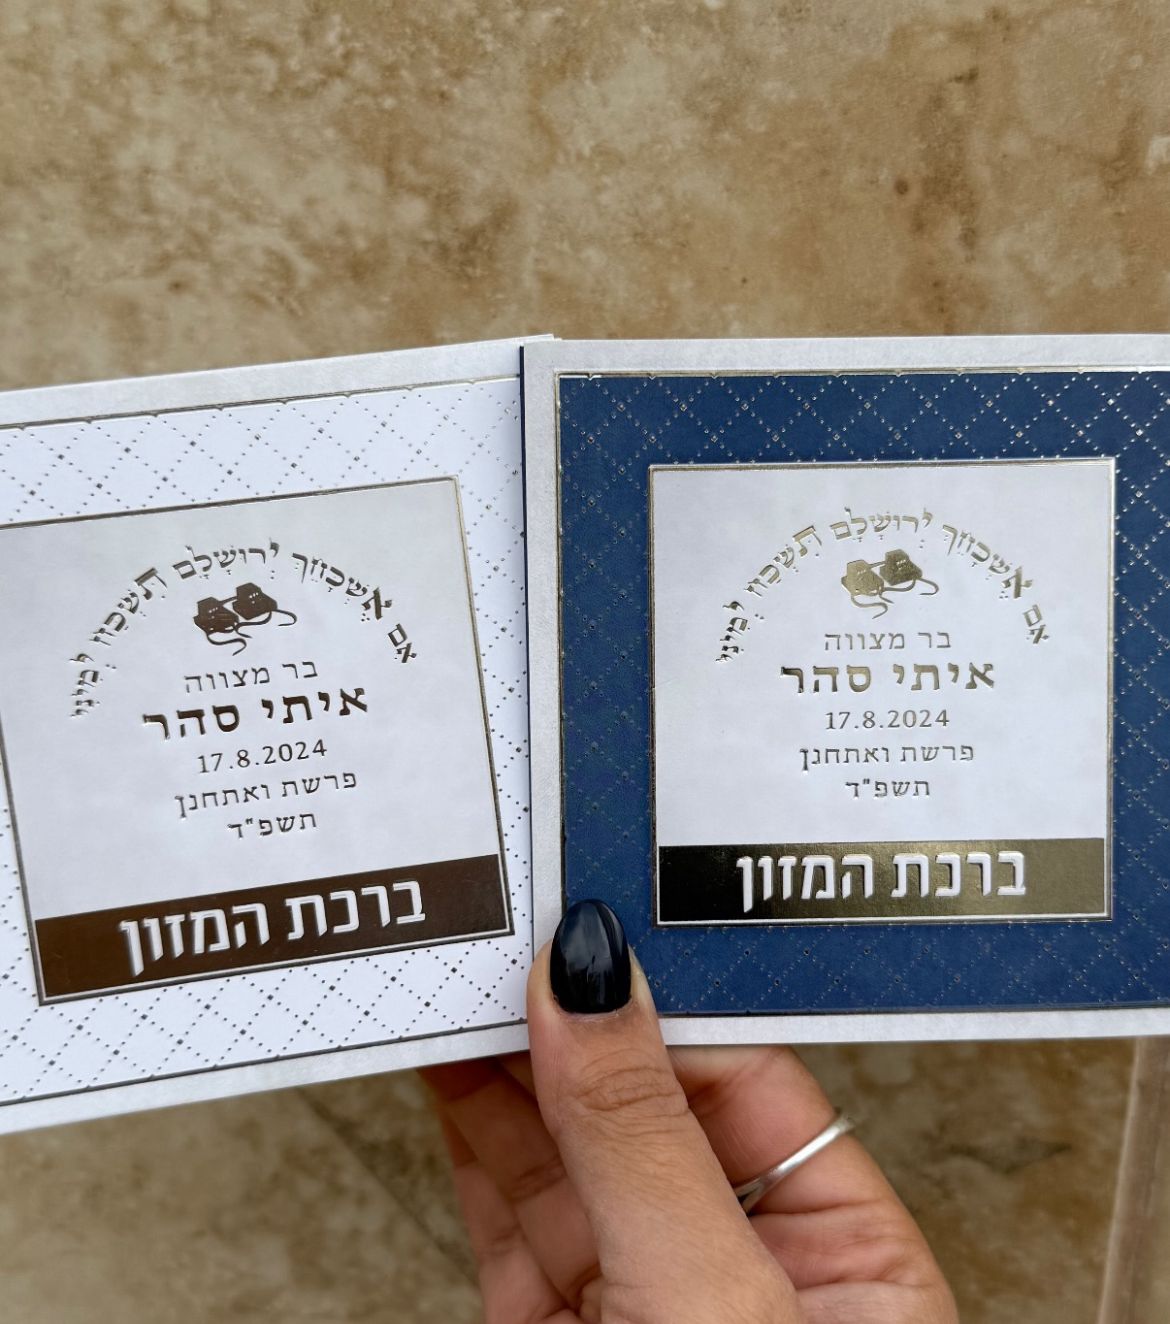 אִם אֶשְׁכָּחֵךְ יְרוּשָׁלִָם תִּשְׁכַּח יְמִינִי
בר מצווה
איתי סהר
17.8.2024
פרשת ואתחנן
תשפ"ד
ברכת המזון
אִם אֶשְׁכָּחֵךְ יְרוּשָׁלִָם תִּשְׁכַּח יְמִינִי
בר מצווה
איתי סהר
17.8.2024
פרשת ואתחנן
תשפ"ד
ברכת המזון